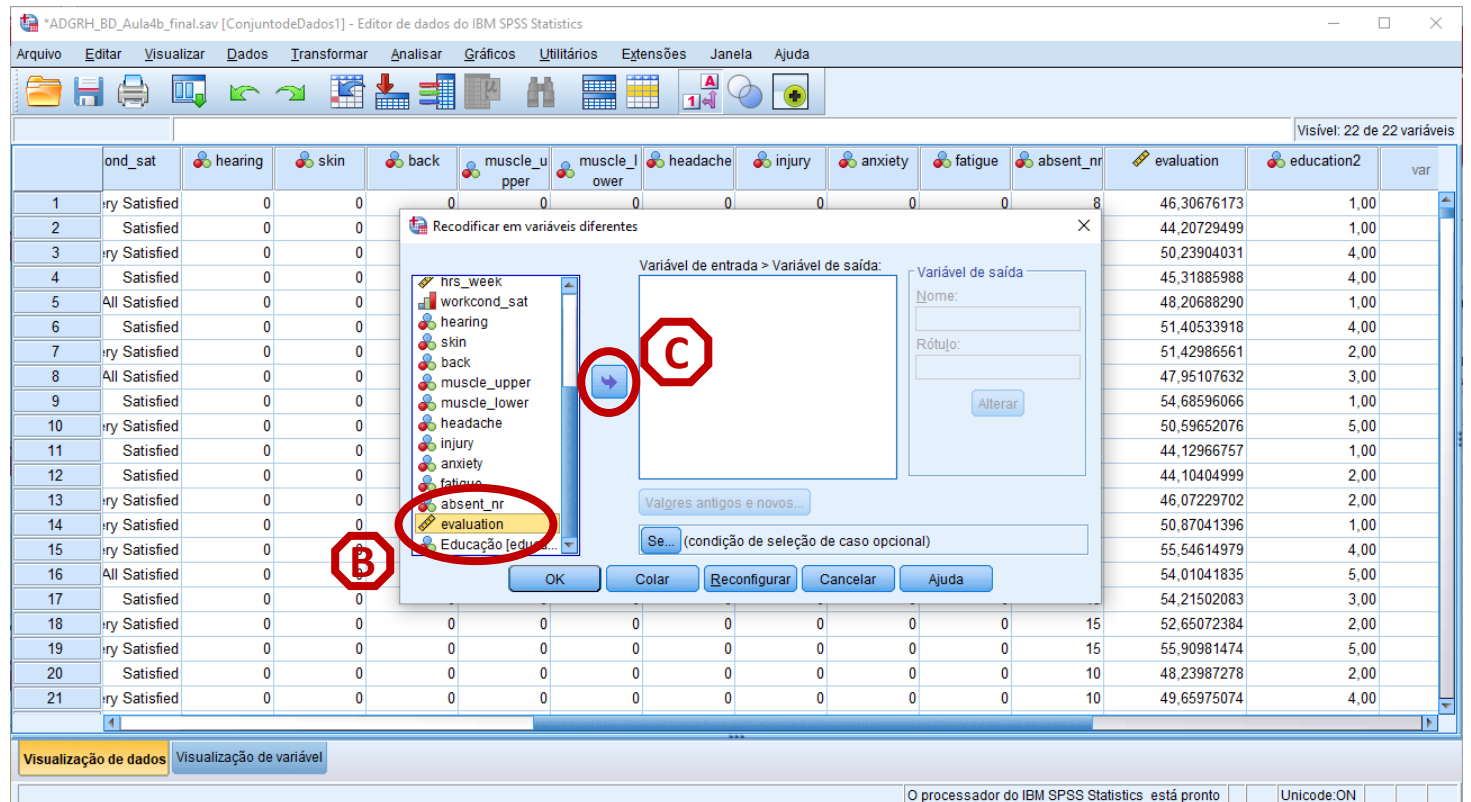 *ADGRH_BD_Aula4b_final.sav [ConjuntodeDados1] - Editor de dados do IBM SPSS Statistics
Arquivo Editar Visualizar Dados Transformar Analisar Gráficos Utilitários Extensões Janela Ajuda
Visível: 22 de 22 variáveis
ond_sat hearing skin back muscle_upper muscle_lower headache injury anxiety fatigue absent_nr evaluation education2 var
1 ery Satisfied 0 0 0 0 0 0 0 0 0 8 46,30676173 1,00
2 Satisfied 0 0 44,20729499 1,00
3 ery Satisfied 0 0 50,23904031 4,00
4 Satisfied 0 0 45,31885988 4,00
5 All Satisfied 0 0 48,20688290 1,00
6 Satisfied 0 0 51,40533918 4,00
7 ery Satisfied 0 0 51,42986561 2,00
8 All Satisfied 0 0 47,95107632 3,00
9 Satisfied 0 0 54,68596066 1,00
10 ery Satisfied 0 0 50,59652076 5,00
11 Satisfied 0 0 44,12966757 1,00
12 Satisfied 0 0 44,10404999 2,00
13 ery Satisfied 0 0 46,07229702 2,00
14 ery Satisfied 0 0 50,87041396 1,00
15 ery Satisfied 0 55,54614979 4,00
16 All Satisfied 0 54,01041835 5,00
17 Satisfied 0 0 54,21502083 3,00
18 ery Satisfied 0 0 0 0 0 0 0 0 0 15 52,65072384 2,00
19 ery Satisfied 0 0 0 0 0 0 0 0 0 15 55,90981474 5,00
20 Satisfied 0 0 0 0 0 0 0 0 0 10 48,23987278 2,00
21 ery Satisfied 0 0 0 0 0 0 0 0 0 10 49,65975074 4,00
Recodificar em variáveis diferentes
hrs_week
workcond_sat
hearing
skin
back
muscle_upper
muscle_lower
headache
injury
anxiety
fatigue
absent_nr
evaluation
Educação [educa...
B
C
Variável de entrada > Variável de saída:
Variável de saída
Nome:
Rótulo:
Alterar
Valores antigos e novos...
Se... (condição de seleção de caso opcional)
OK Colar Reconfigurar Cancelar Ajuda
Visualização de dados Visualização de variável
O processador do IBM SPSS Statistics está pronto Unicode:ON